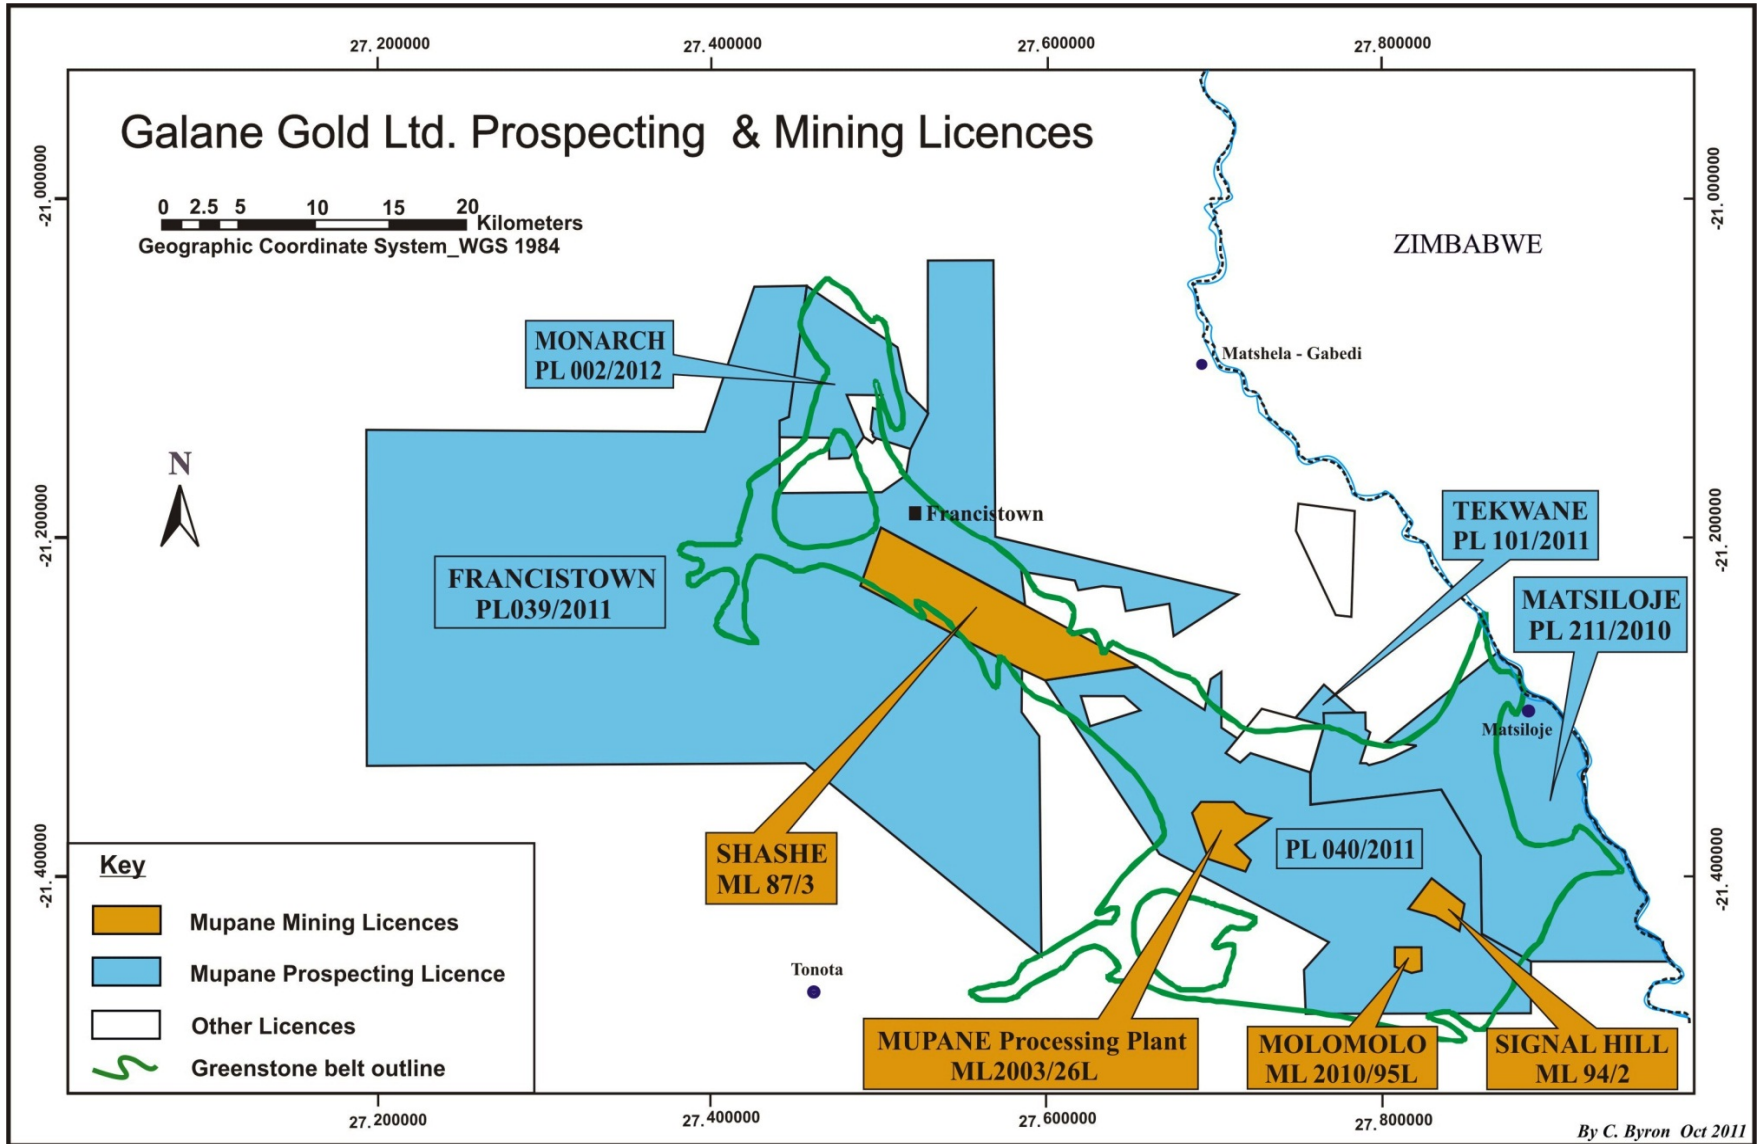 27.200000 27.400000 27.600000 27.800000
Galane Gold Ltd. Prospecting & Mining Licences
-21.000000
-21.000000
0 2.5 5 10 15 20 Kilometers
Geographic Coordinate System_WGS 1984
ZIMBABWE
MONARCH
PL 002/2012
Matshela - Gabedi
N
-21.200000
-21.200000
TEKWANE
PL 101/2011
Francistown
FRANCISTOWN
PL039/2011
MATSILOJE
PL 211/2010
Matsiloje
SHASHE
ML 87/3
PL 040/2011
-21.400000
-21.400000
Key
Mupane Mining Licences
Mupane Prospecting Licence
Other Licences
Greenstone belt outline
Tonota
MUPANE Processing Plant
ML2003/26L
MOLOMOLO
ML 2010/95L
SIGNAL HILL
ML 94/2
27.200000 27.400000 27.600000 27.800000
By C. Byron Oct 2011